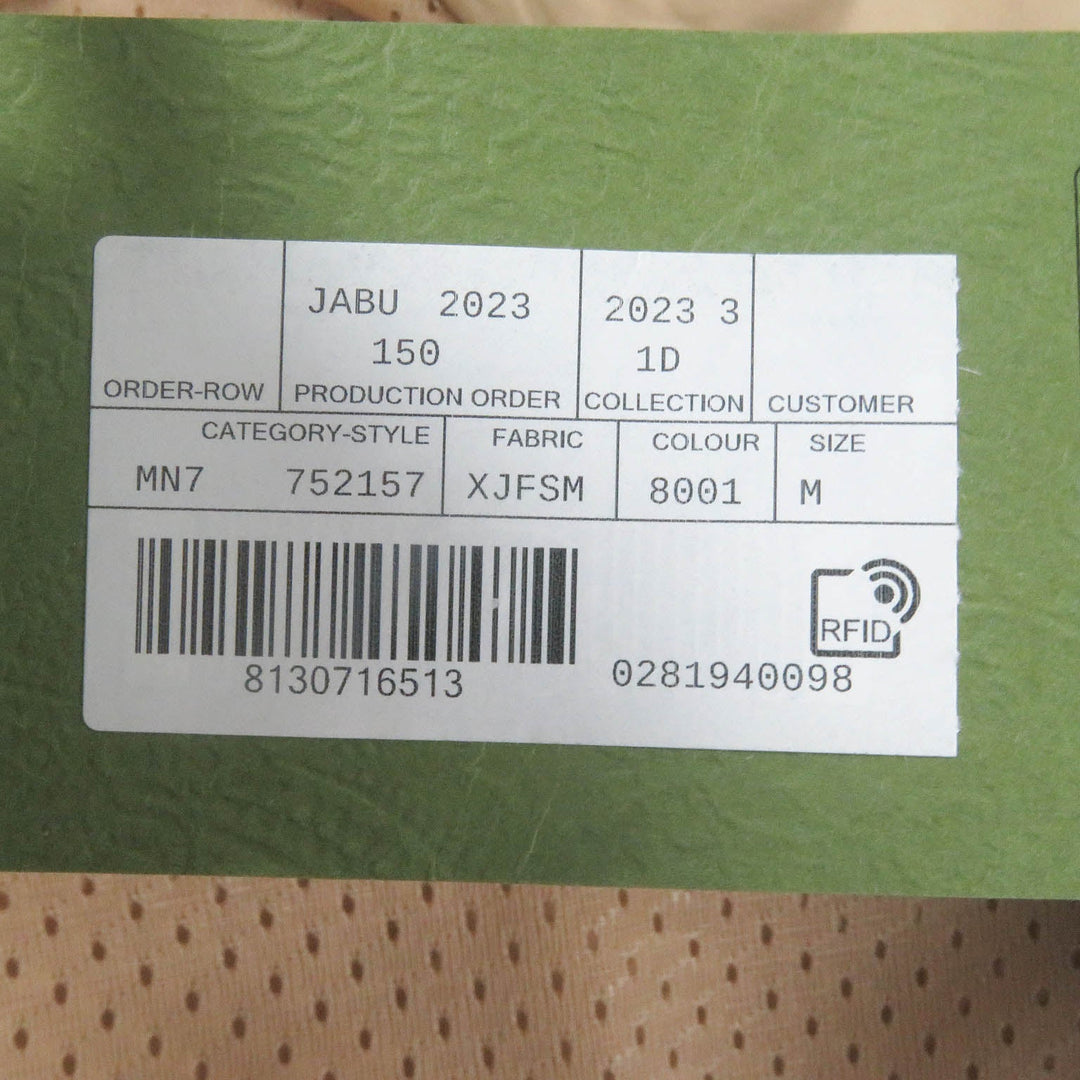 JABU 2023 2023 3
150 1D
ORDER-ROW PRODUCTION ORDER COLLECTION CUSTOMER
CATEGORY-STYLE FABRIC COLOUR SIZE
MN7 752157 XJFSM 8001 M
RFID
8130716513 0281940098